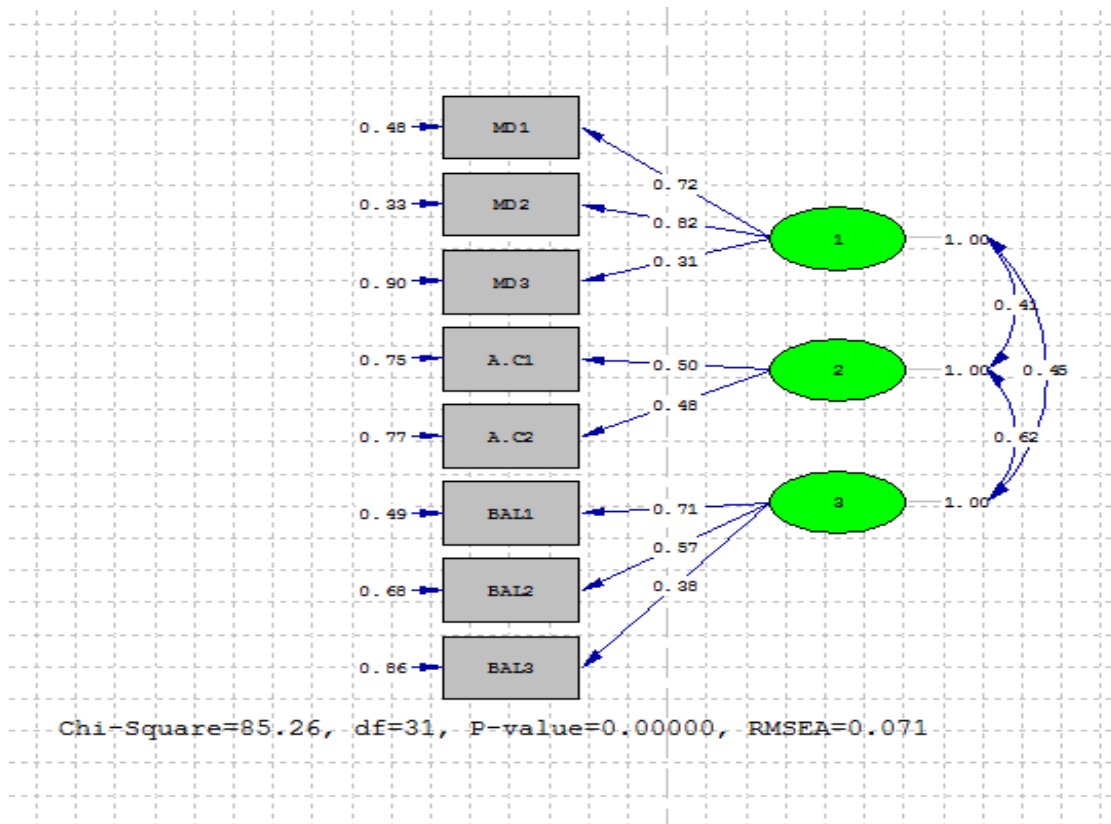 0.48 MD1
0.72
0.33 MD2
0.82
1 1.00
0.31
0.90 MD3
0.41
0.75 A.C1
0.50
2 1.00 0.45
0.48
0.77 A.C2
0.62
0.49 BAL1
0.71
3 1.00
0.57
0.68 BAL2
0.38
0.86 BAL3
Chi-Square=85.26, df=31, P-value=0.00000, RMSEA=0.071